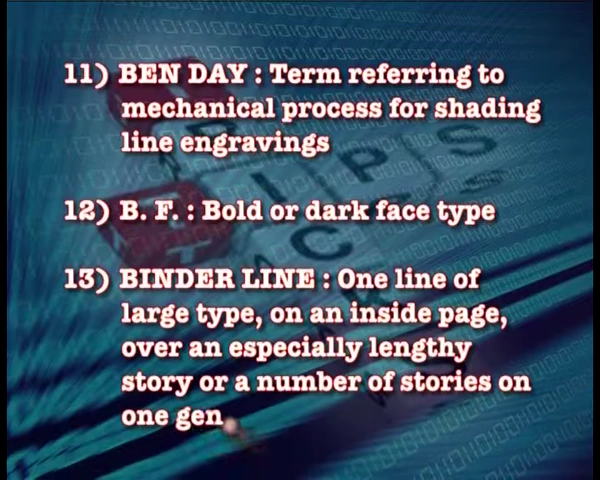 11) BEN DAY : Term referring to
mechanical process for shading
line engravings
12) B. F. : Bold or dark face type
13) BINDER LINE : One line of
large type, on an inside page,
over an especially lengthy
story or a number of stories on
one gen